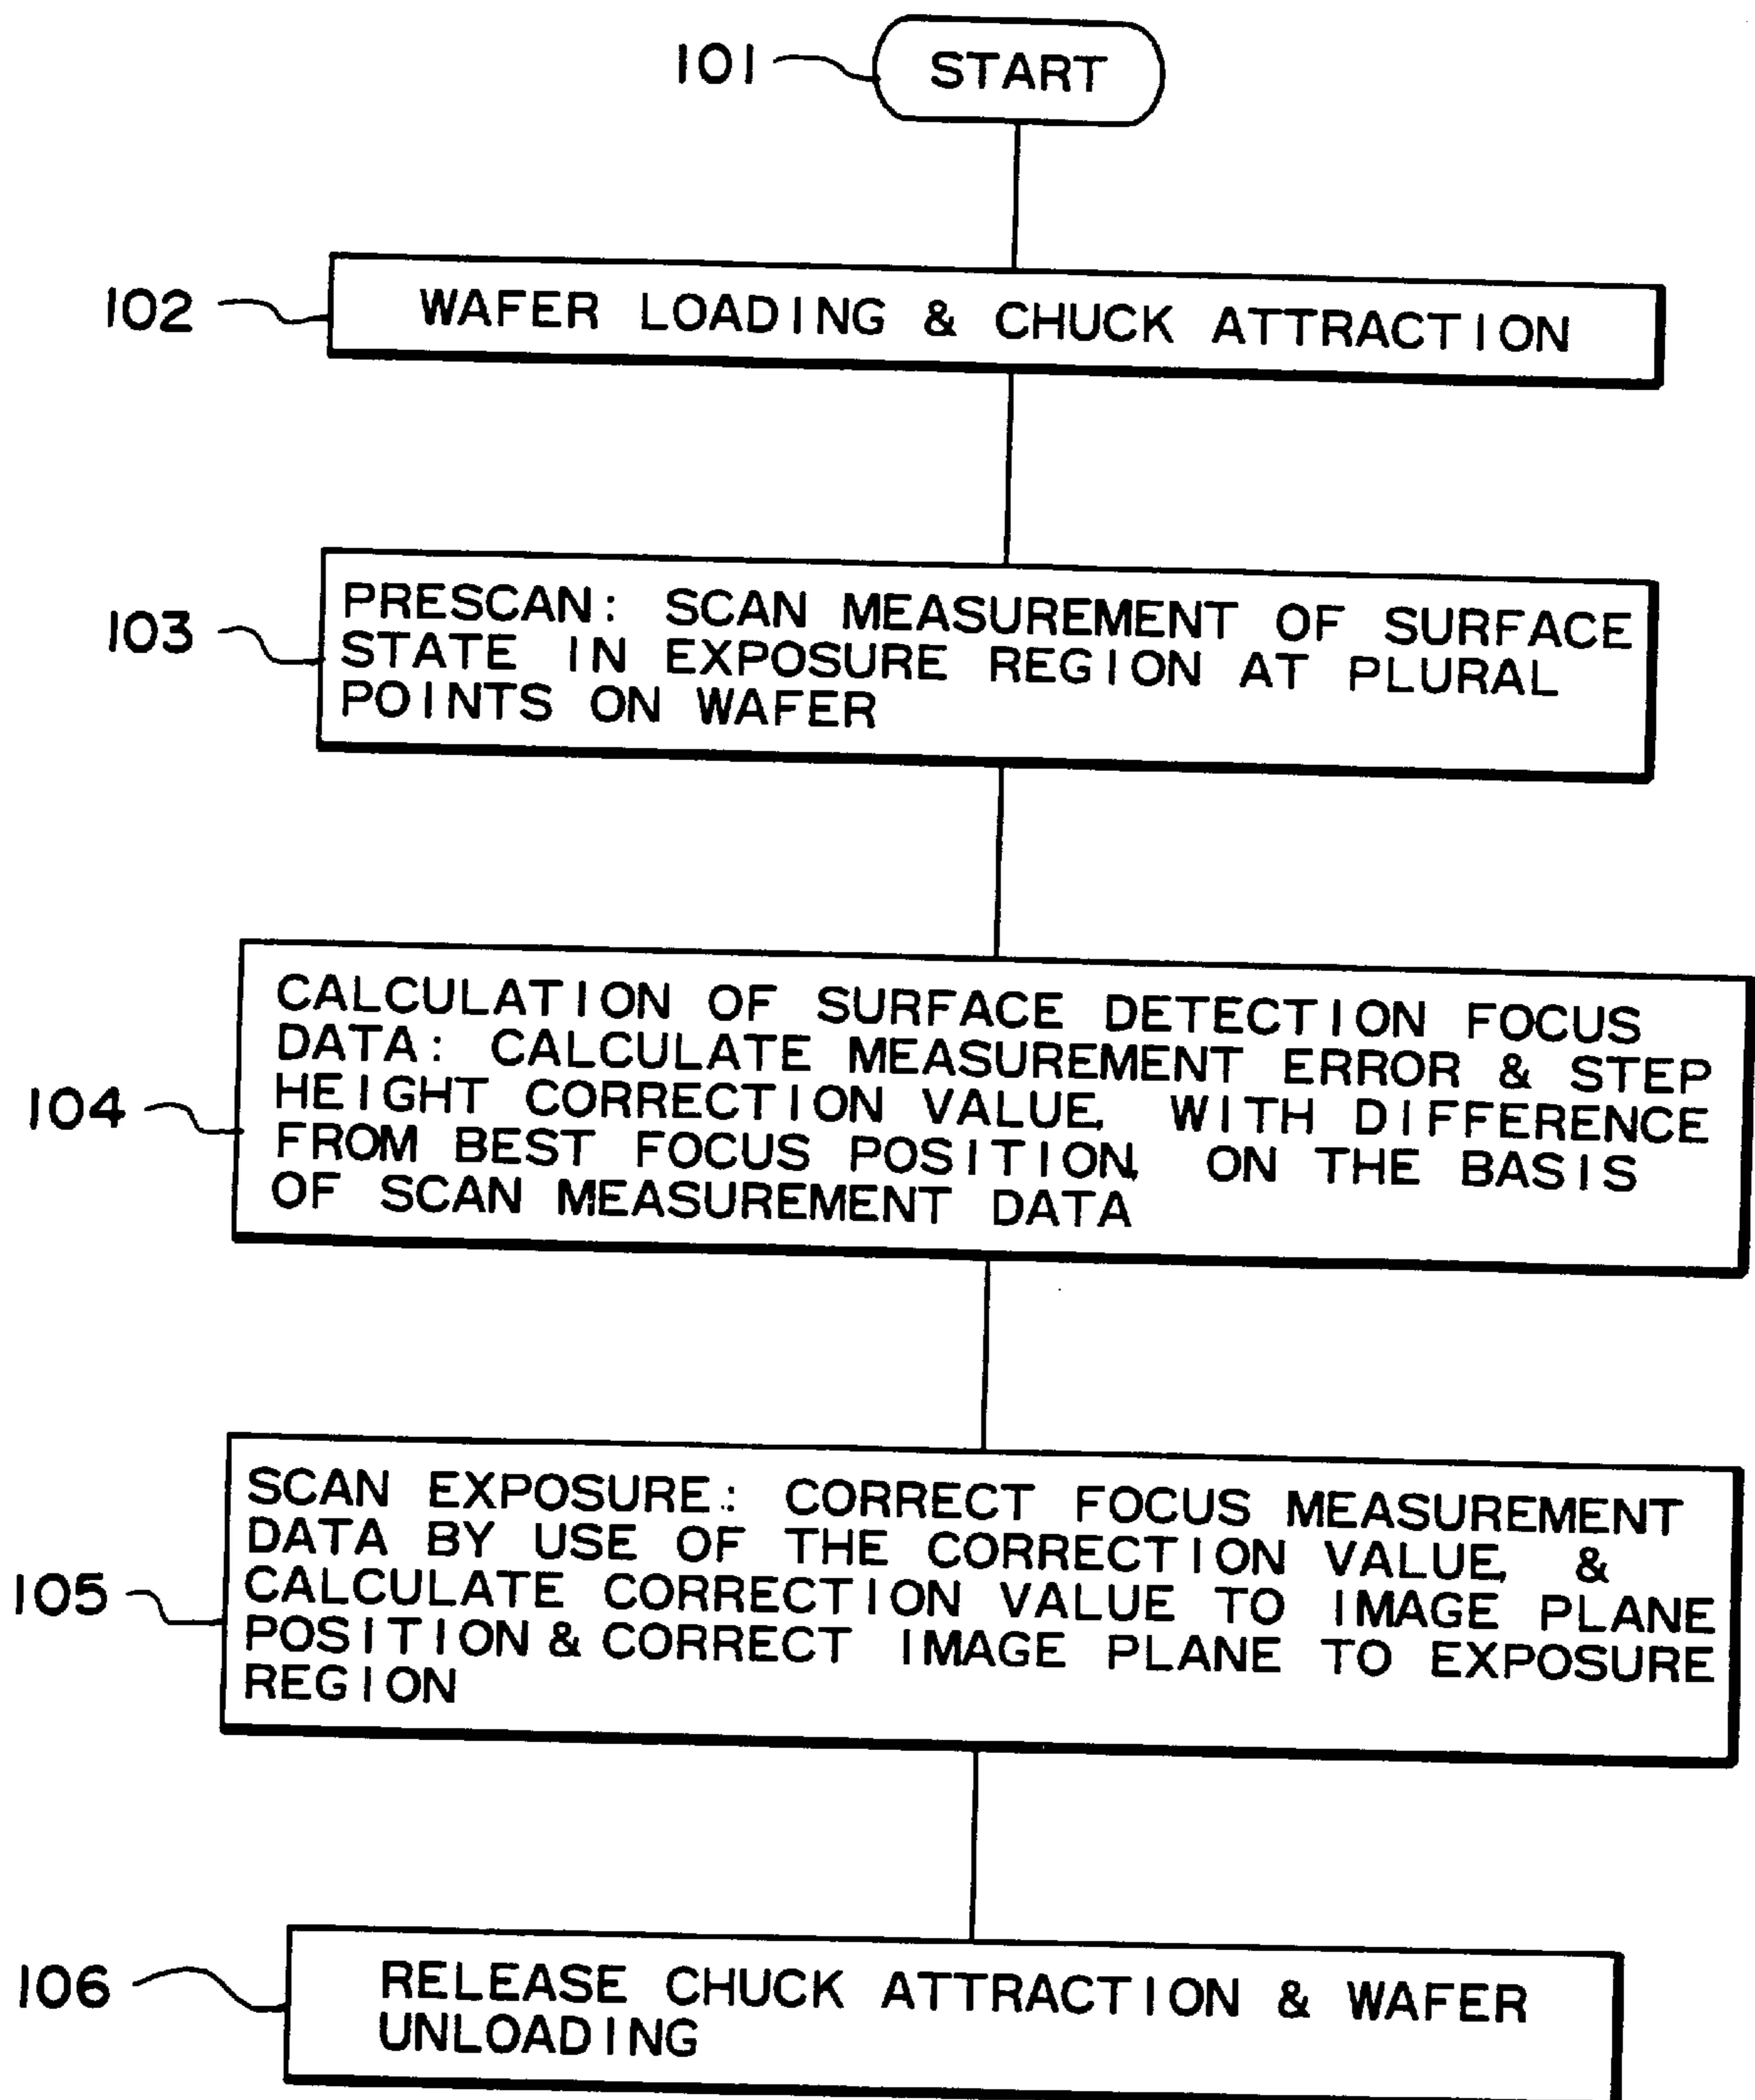 101
START
102
WAFER LOADING & CHUCK ATTRACTION
103
PRESCAN: SCAN MEASUREMENT OF SURFACE
STATE IN EXPOSURE REGION AT PLURAL
POINTS ON WAFER
104
CALCULATION OF SURFACE DETECTION FOCUS
DATA: CALCULATE MEASUREMENT ERROR & STEP
HEIGHT CORRECTION VALUE, WITH DIFFERENCE
FROM BEST FOCUS POSITION, ON THE BASIS
OF SCAN MEASUREMENT DATA
105
SCAN EXPOSURE: CORRECT FOCUS MEASUREMENT
DATA BY USE OF THE CORRECTION VALUE, &
CALCULATE CORRECTION VALUE TO IMAGE PLANE
POSITION & CORRECT IMAGE PLANE TO EXPOSURE
REGION
106
RELEASE CHUCK ATTRACTION & WAFER
UNLOADING